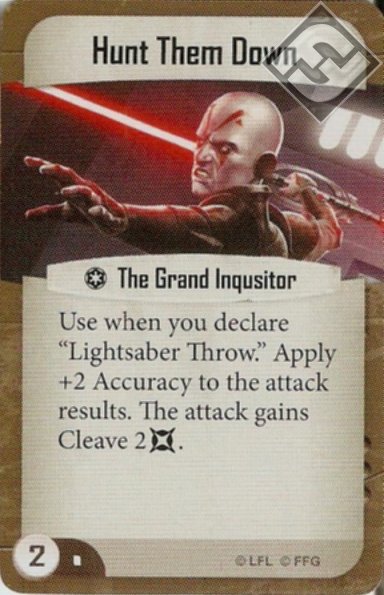 Hunt Them Down
The Grand Inqusitor
Use when you declare
“Lightsaber Throw.” Apply
+2 Accuracy to the attack
results. The attack gains
Cleave 2 .
2
© LFL © FFG